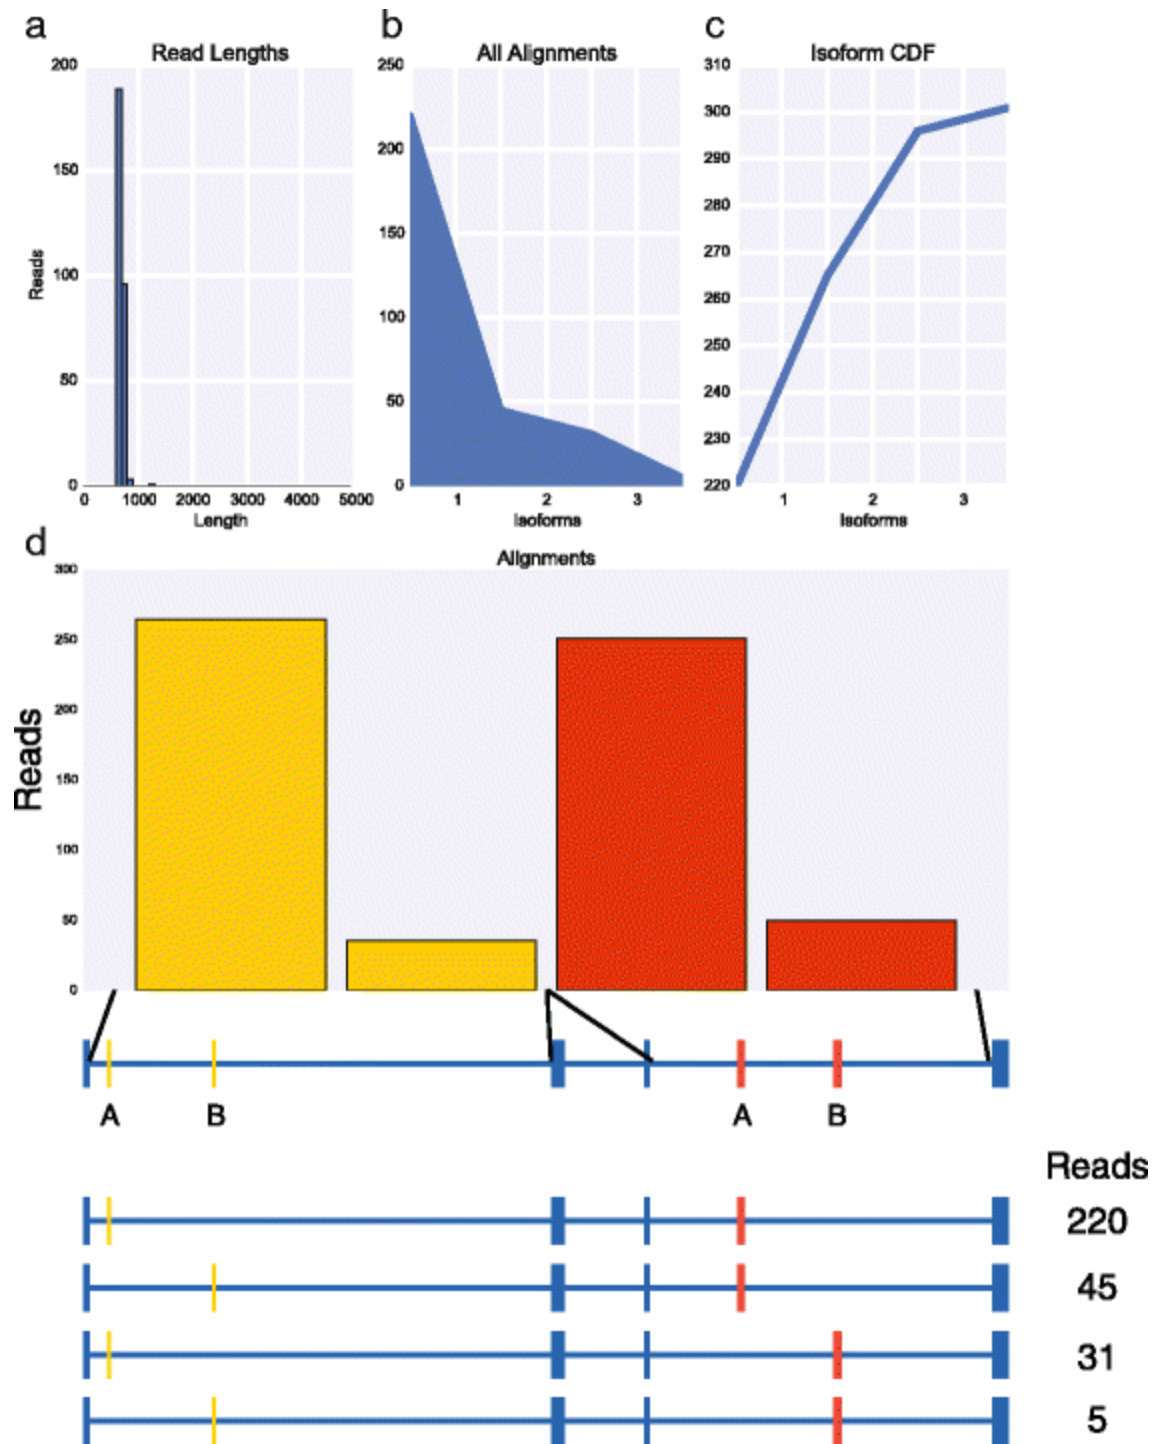 a
b
c
Read Lengths
All Alignments
Isoform CDF
200
150
100
50
0
Reads
0 1000 2000 3000 4000 5000
Length
250
200
150
100
50
0
1 2 3
Isoforms
310
300
290
280
270
260
250
240
230
220
1 2 3
Isoforms
d
Alignments
300
250
200
150
100
50
0
Reads
A B A B
Reads
220
45
31
5